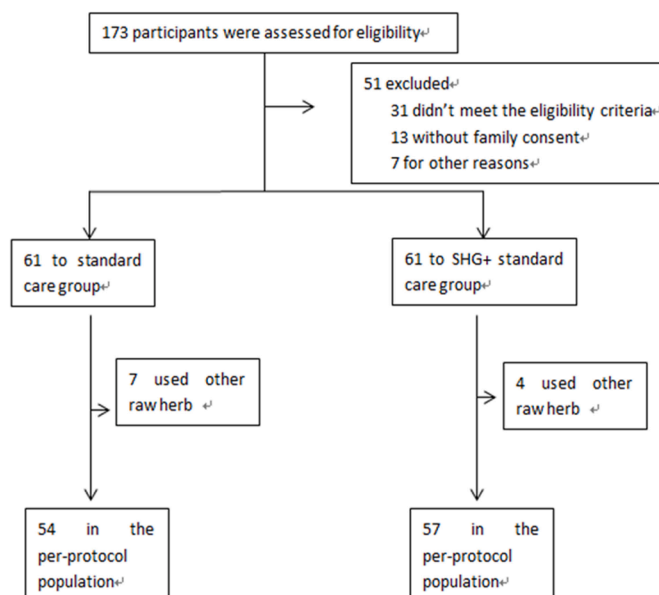 173 participants were assessed for eligibility↵
51 excluded↵
31 didn’t meet the eligibility criteria↵
13 without family consent↵
7 for other reasons↵
61 to standard
care group↵
61 to SHG+ standard
care group↵
7 used other
raw herb ↵
4 used other
raw herb ↵
54 in the
per-protocol
population↵
57 in the
per-protocol
population↵